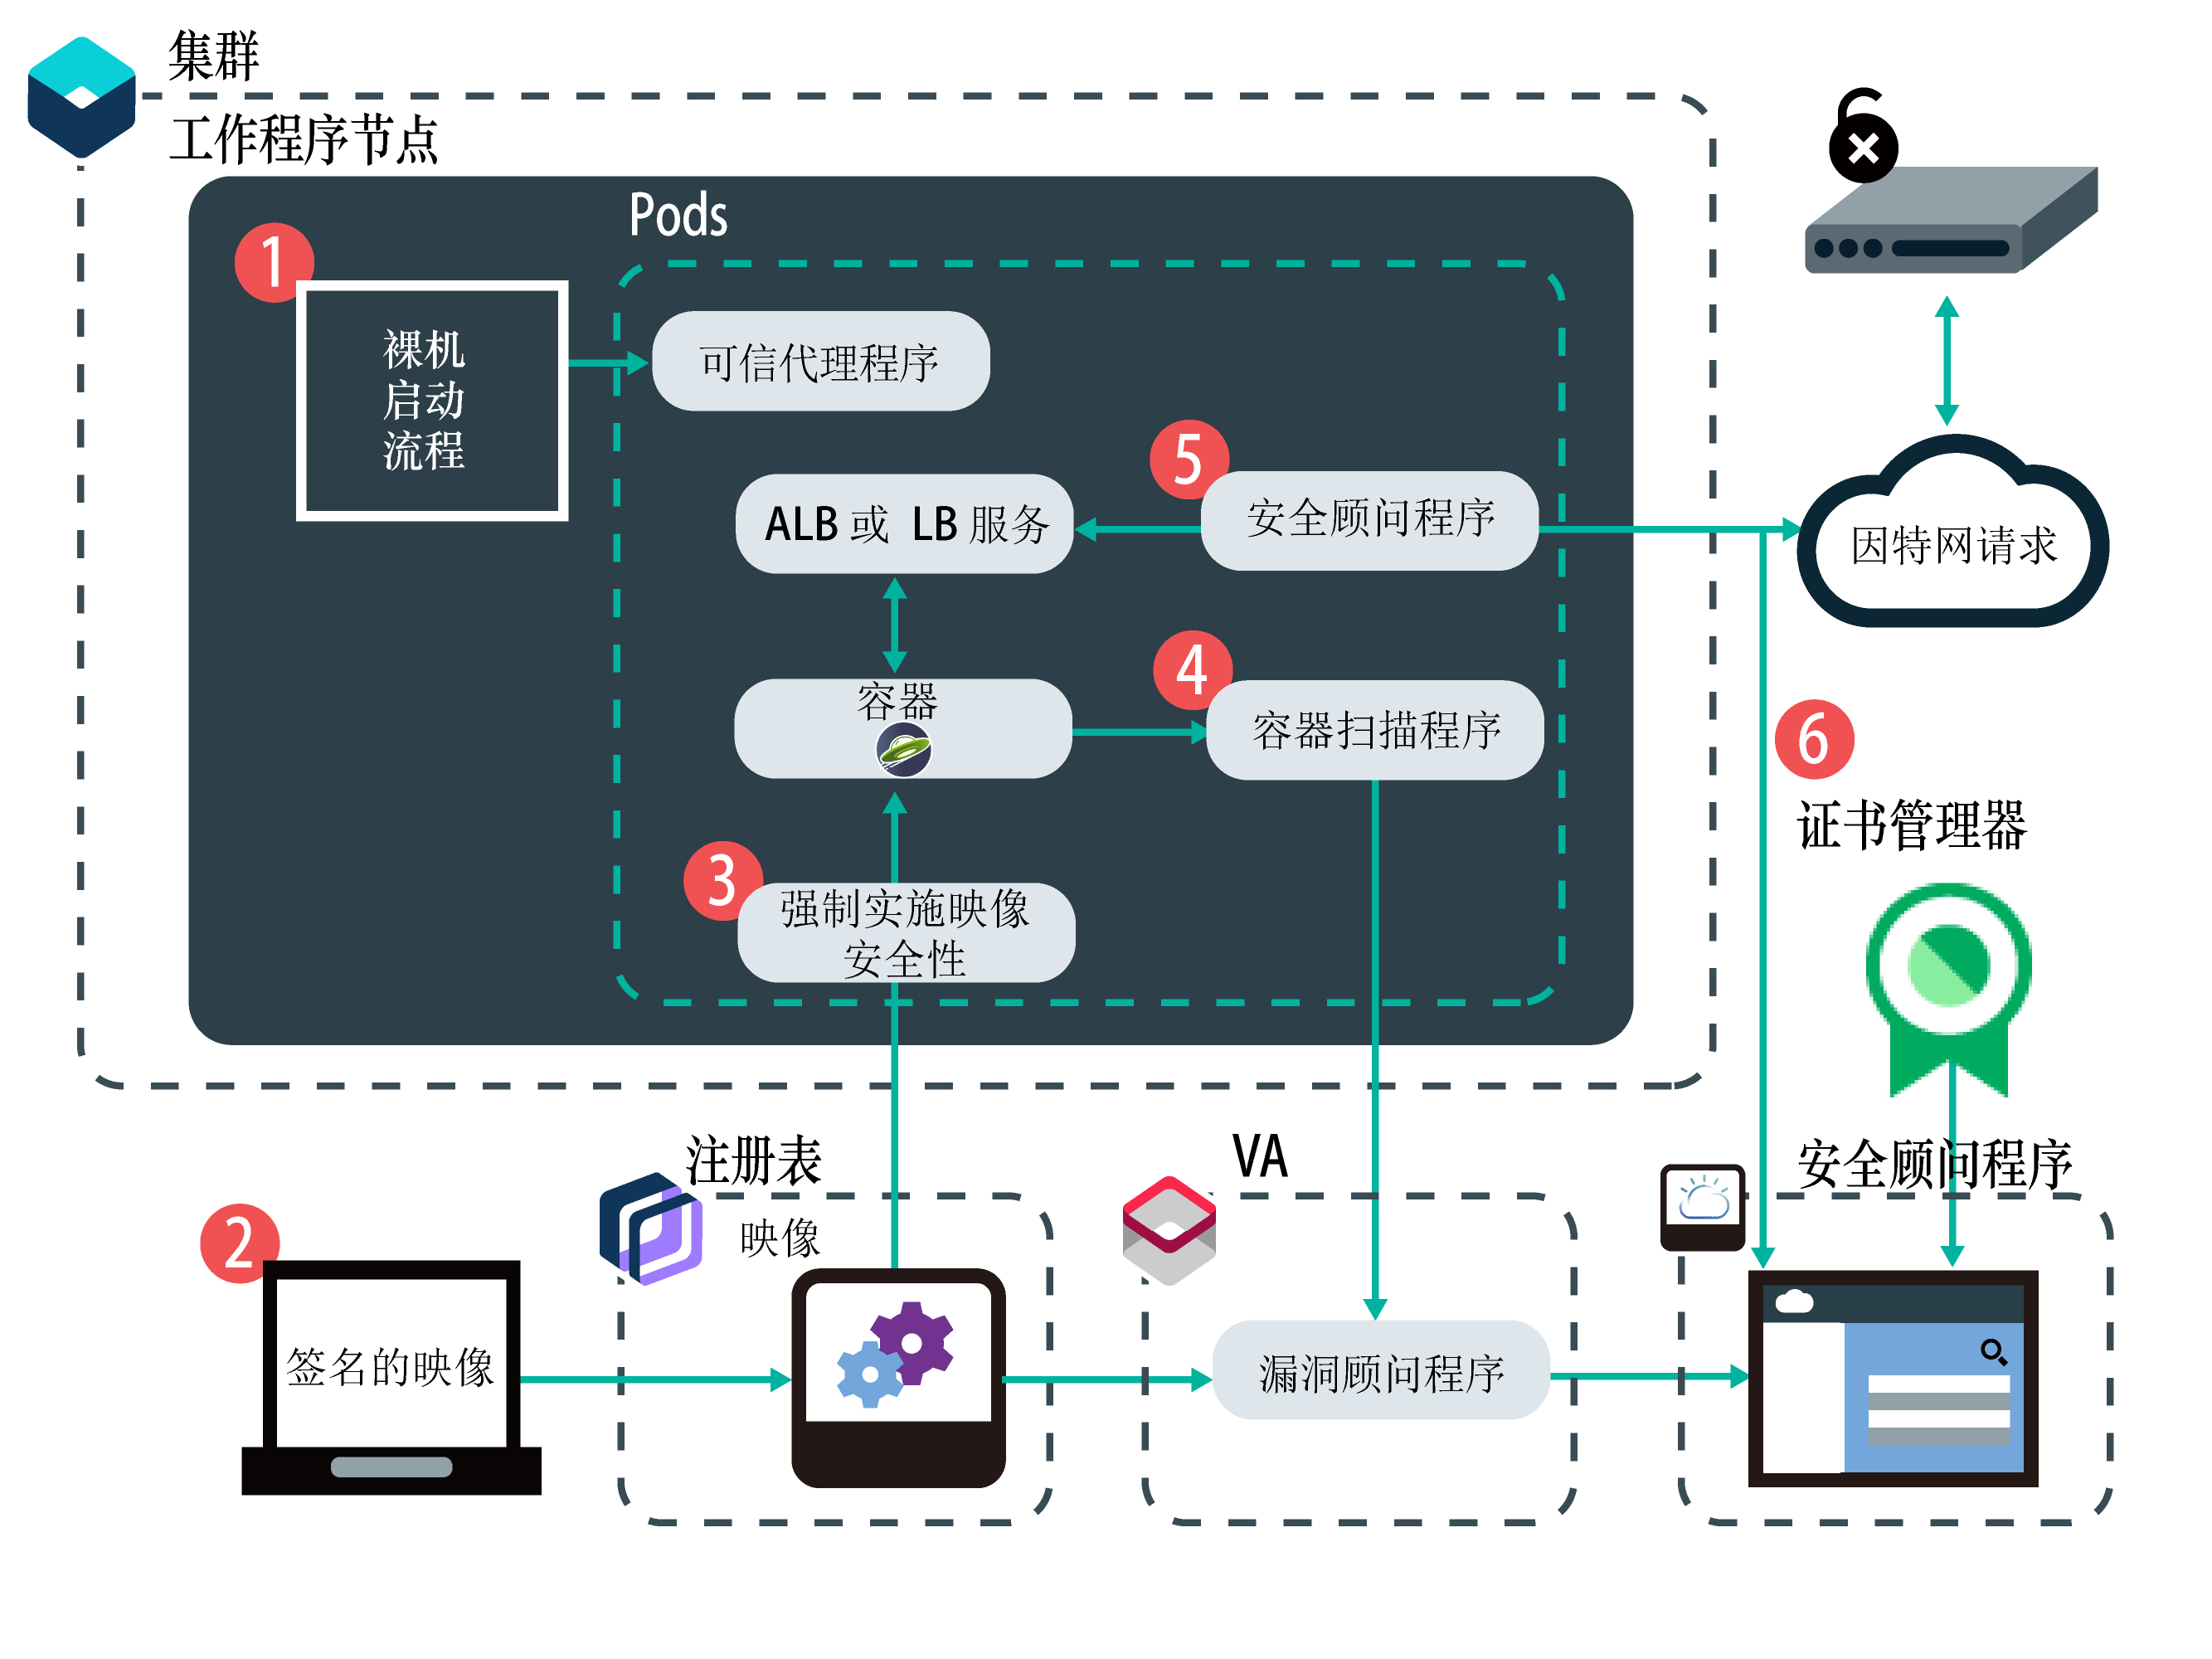 集群
工作程序节点
Pods
1
裸机
启动
流程
可信代理程序
5
ALB 或 LB 服务
安全顾问程序
因特网请求
4
容器
容器扫描程序
6
证书管理器
3
强制实施映像
安全性
注册表
VA
安全顾问程序
映像
2
签名的映像
漏洞顾问程序